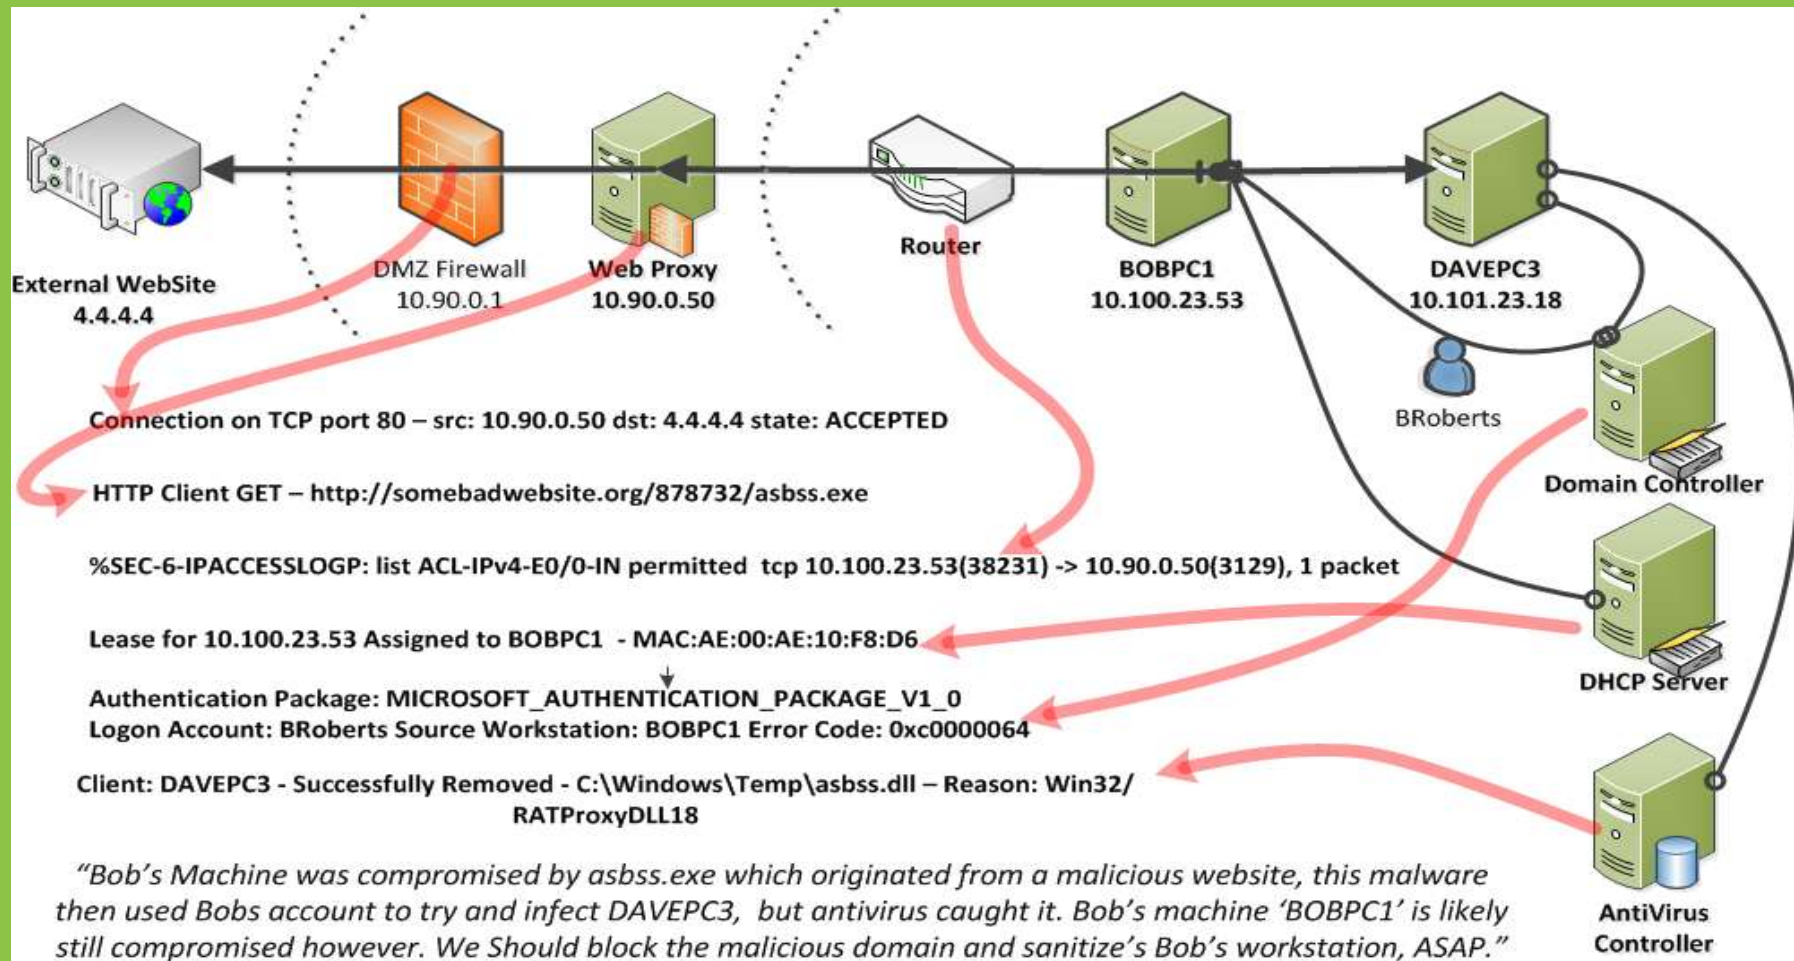 External WebSite
4.4.4.4
DMZ Firewall
10.90.0.1
Web Proxy
10.90.0.50
Router
BOBPC1
10.100.23.53
DAVEPC3
10.101.23.18
BRoberts
Domain Controller
DHCP Server
AntiVirus
Controller
Connection on TCP port 80 – src: 10.90.0.50 dst: 4.4.4.4 state: ACCEPTED
HTTP Client GET – http://somebadwebsite.org/878732/asbss.exe
%SEC-6-IPACCESSLOGP: list ACL-IPv4-E0/0-IN permitted tcp 10.100.23.53(38231) -> 10.90.0.50(3129), 1 packet
Lease for 10.100.23.53 Assigned to BOBPC1 - MAC:AE:00:AE:10:F8:D6
Authentication Package: MICROSOFT_AUTHENTICATION_PACKAGE_V1_0
Logon Account: BRoberts Source Workstation: BOBPC1 Error Code: 0xc0000064
Client: DAVEPC3 - Successfully Removed - C:\Windows\Temp\asbss.dll – Reason: Win32/
RATProxyDLL18
“Bob’s Machine was compromised by asbss.exe which originated from a malicious website, this malware
then used Bobs account to try and infect DAVEPC3, but antivirus caught it. Bob’s machine ‘BOBPC1’ is likely
still compromised however. We Should block the malicious domain and sanitize’s Bob’s workstation, ASAP.”